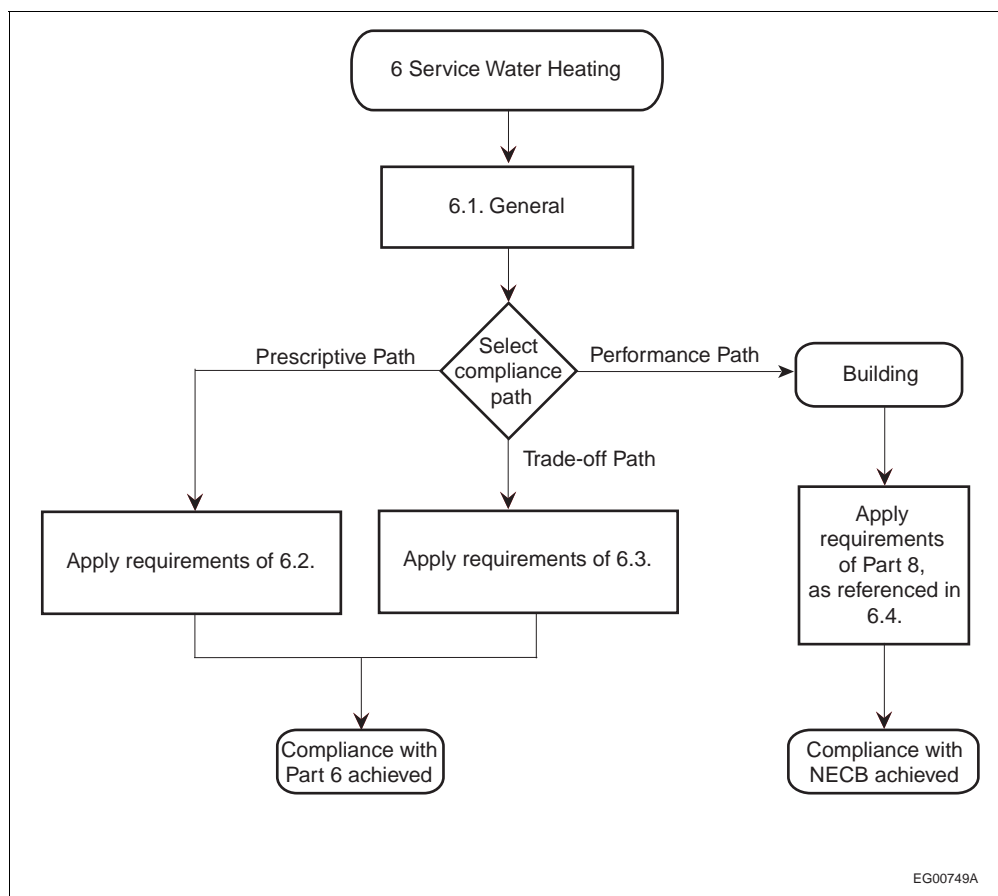 6 Service Water Heating
6.1. General
Select
compliance
path
Prescriptive Path
Performance Path
Trade-off Path
Building
Apply requirements of 6.2.
Apply requirements of 6.3.
Apply
requirements
of Part 8,
as referenced in
6.4.
Compliance with
Part 6 achieved
Compliance with
NECB achieved
EG00749A